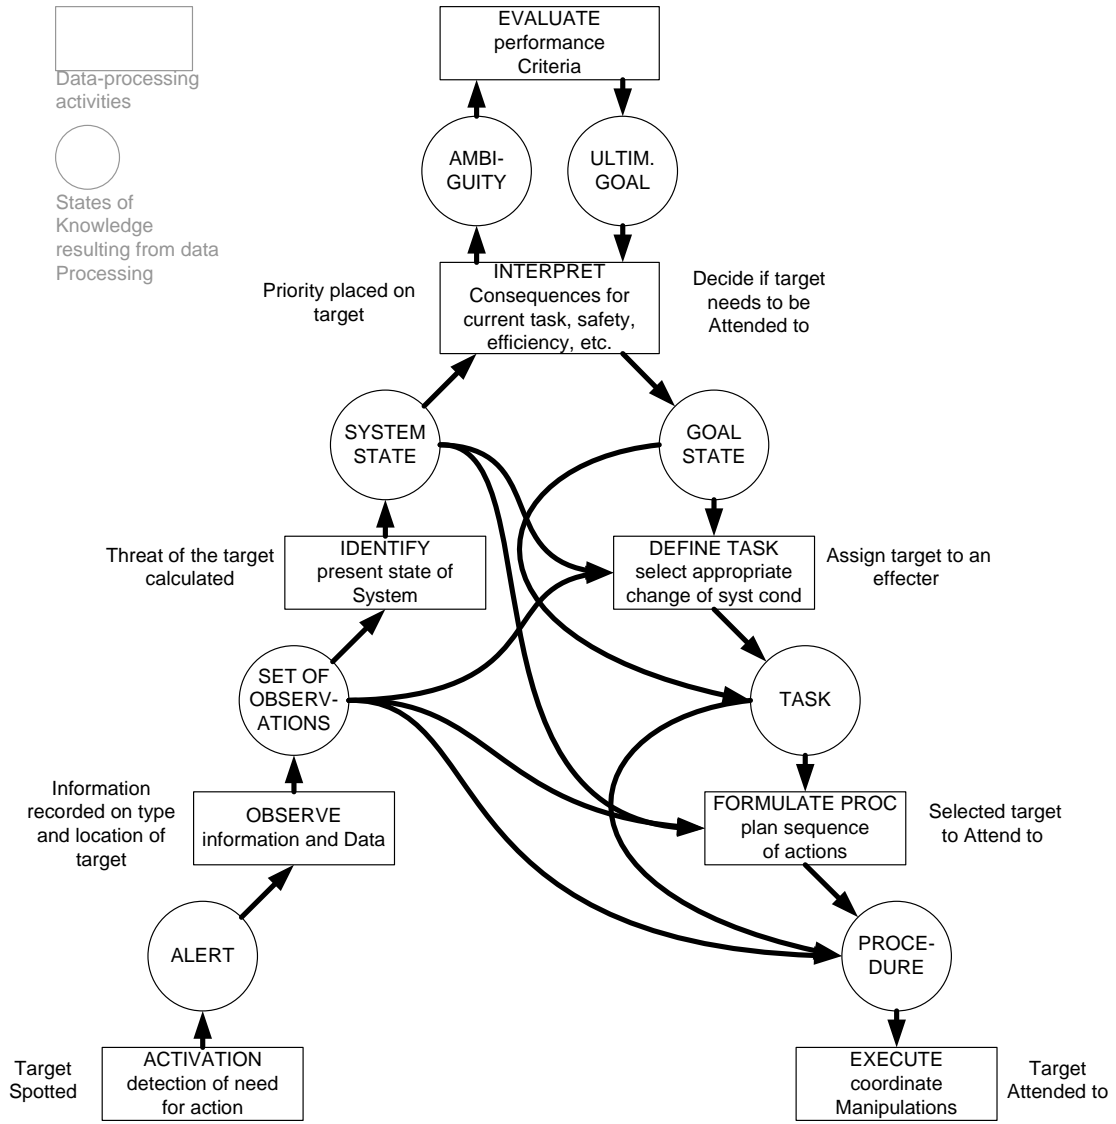 Data-processing
activities
States of
Knowledge
resulting from data
Processing
EVALUATE
performance
Criteria
AMBI-
GUITY
ULTIM.
GOAL
Priority placed on
target
INTERPRET
Consequences for
current task, safety,
efficiency, etc.
Decide if target
needs to be
Attended to
SYSTEM
STATE
GOAL
STATE
Threat of the target
calculated
IDENTIFY
present state of
System
DEFINE TASK
select appropriate
change of syst cond
Assign target to an
effecter
SET OF
OBSERV-
ATIONS
TASK
Information
recorded on type
and location of
target
OBSERVE
information and Data
FORMULATE PROC
plan sequence
of actions
Selected target
to Attend to
ALERT
PROCE-
DURE
Target
Spotted
ACTIVATION
detection of need
for action
EXECUTE
coordinate
Manipulations
Target
Attended to